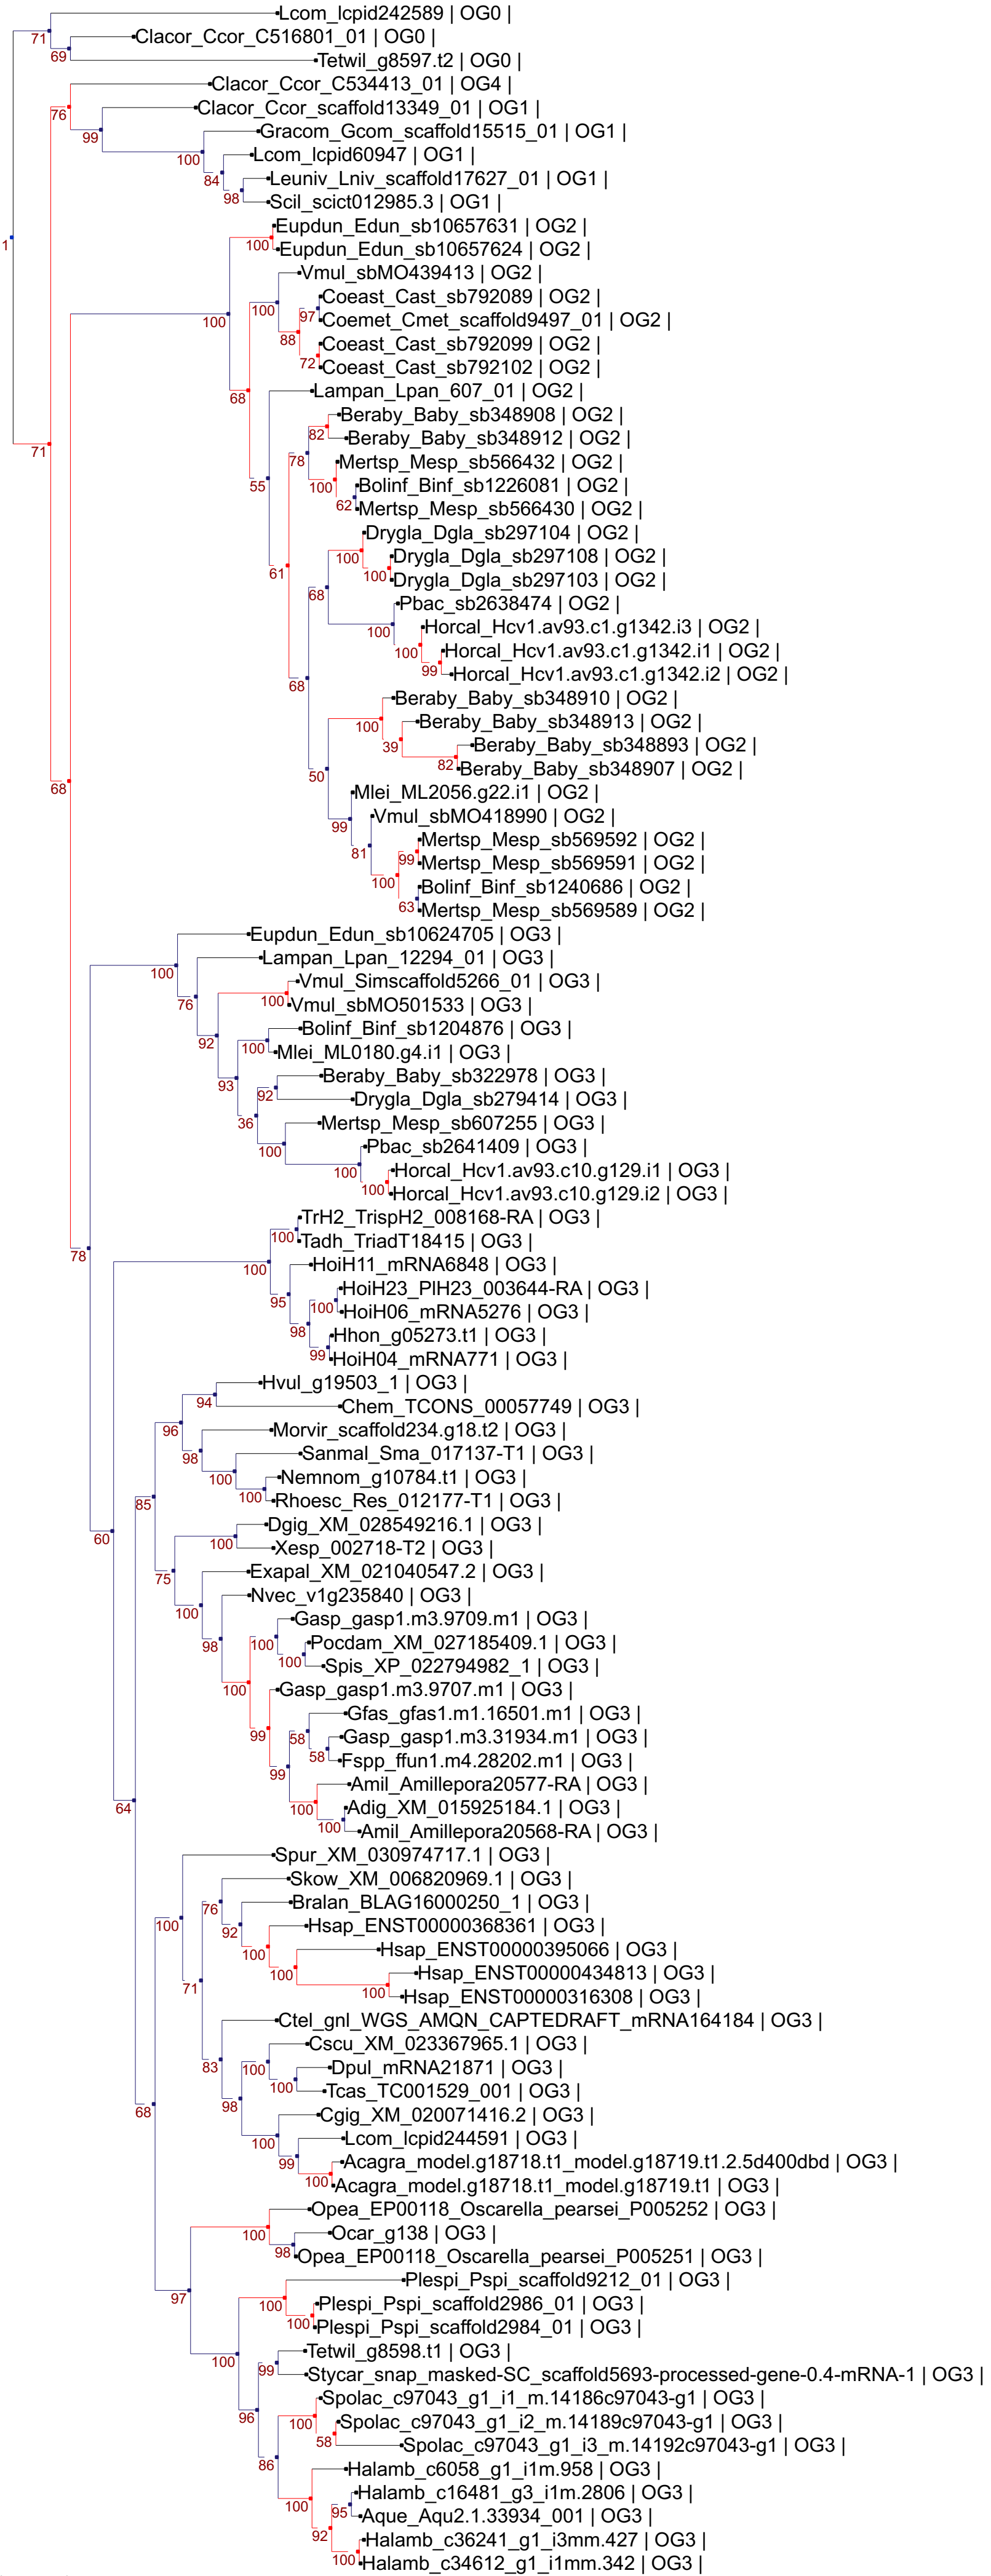 Lcom_lcpid242589 | OG0 |
71
Clacor_Ccor_C516801_01 | OG0 |
69
Tetwil_g8597.t2 | OG0 |
Clacor_Ccor_C534413_01 | OG4 |
76
Clacor_Ccor_scaffold13349_01 | OG1 |
99
Gracom_Gcom_scaffold15515_01 | OG1 |
100
Lcom_lcpid60947 | OG1 |
84
Leuniv_Lniv_scaffold17627_01 | OG1 |
98
Scil_scict012985.3 | OG1 |
Eupdun_Edun_sb10657631 | OG2 |
1
100
Eupdun_Edun_sb10657624 | OG2 |
Vmul_sbMO439413 | OG2 |
Coeast_Cast_sb792089 | OG2 |
100
97
100
Coemet_Cmet_scaffold9497_01 | OG2 |
88
Coeast_Cast_sb792099 | OG2 |
72
Coeast_Cast_sb792102 | OG2 |
68
Lampan_Lpan_607_01 | OG2 |
Beraby_Baby_sb348908 | OG2 |
82
Beraby_Baby_sb348912 | OG2 |
71
78
Mertsp_Mesp_sb566432 | OG2 |
55
100
Bolinf_Binf_sb1226081 | OG2 |
62
Mertsp_Mesp_sb566430 | OG2 |
Drygla_Dgla_sb297104 | OG2 |
100
Drygla_Dgla_sb297108 | OG2 |
61
100
Drygla_Dgla_sb297103 | OG2 |
68
Pbac_sb2638474 | OG2 |
100
Horcal_Hcv1.av93.c1.g1342.i3 | OG2 |
100
Horcal_Hcv1.av93.c1.g1342.i1 | OG2 |
99
Horcal_Hcv1.av93.c1.g1342.i2 | OG2 |
68
Beraby_Baby_sb348910 | OG2 |
100
Beraby_Baby_sb348913 | OG2 |
39
Beraby_Baby_sb348893 | OG2 |
82
50
Beraby_Baby_sb348907 | OG2 |
68
Mlei_ML2056.g22.i1 | OG2 |
99
Vmul_sbMO418990 | OG2 |
81
Mertsp_Mesp_sb569592 | OG2 |
99
Mertsp_Mesp_sb569591 | OG2 |
100
Bolinf_Binf_sb1240686 | OG2 |
63
Mertsp_Mesp_sb569589 | OG2 |
Eupdun_Edun_sb10624705 | OG3 |
100
Lampan_Lpan_12294_01 | OG3 |
Vmul_Simscaffold5266_01 | OG3 |
76
100
Vmul_sbMO501533 | OG3 |
Bolinf_Binf_sb1204876 | OG3 |
92
100
Mlei_ML0180.g4.i1 | OG3 |
Beraby_Baby_sb322978 | OG3 |
93
92
Drygla_Dgla_sb279414 | OG3 |
36
Mertsp_Mesp_sb607255 | OG3 |
100
Pbac_sb2641409 | OG3 |
100
Horcal_Hcv1.av93.c10.g129.i1 | OG3 |
100
Horcal_Hcv1.av93.c10.g129.i2 | OG3 |
TrH2_TrispH2_008168-RA | OG3 |
100
Tadh_TriadT18415 | OG3 |
78
HoiH11_mRNA6848 | OG3 |
100
HoiH23_PlH23_003644-RA | OG3 |
95
100
HoiH06_mRNA5276 | OG3 |
98
Hhon_g05273.t1 | OG3 |
99
HoiH04_mRNA771 | OG3 |
Hvul_g19503_1 | OG3 |
94
Chem_TCONS_00057749 | OG3 |
96
Morvir_scaffold234.g18.t2 | OG3 |
98
Sanmal_Sma_017137-T1 | OG3 |
100
Nemnom_g10784.t1 | OG3 |
100
Rhoesc_Res_012177-T1 | OG3 |
85
Dgig_XM_028549216.1 | OG3 |
60
100
Xesp_002718-T2 | OG3 |
Exapal_XM_021040547.2 | OG3 |
75
Nvec_v1g235840 | OG3 |
100
Gasp_gasp1.m3.9709.m1 | OG3 |
98
100
Pocdam_XM_027185409.1 | OG3 |
100
Spis_XP_022794982_1 | OG3 |
100
Gasp_gasp1.m3.9707.m1 | OG3 |
Gfas_gfas1.m1.16501.m1 | OG3 |
99
58
Gasp_gasp1.m3.31934.m1 | OG3 |
58
Fspp_ffun1.m4.28202.m1 | OG3 |
99
Amil_Amillepora20577-RA | OG3 |
64
100
Adig_XM_015925184.1 | OG3 |
100
Amil_Amillepora20568-RA | OG3 |
Spur_XM_030974717.1 | OG3 |
Skow_XM_006820969.1 | OG3 |
76
Bralan_BLAG16000250_1 | OG3 |
100
92
Hsap_ENST00000368361 | OG3 |
100
Hsap_ENST00000395066 | OG3 |
100
Hsap_ENST00000434813 | OG3 |
71
100
Hsap_ENST00000316308 | OG3 |
Ctel_gnl_WGS_AMQN_CAPTEDRAFT_mRNA164184 | OG3 |
Cscu_XM_023367965.1 | OG3 |
83
100
Dpul_mRNA21871 | OG3 |
100
Tcas_TC001529_001 | OG3 |
68
98
Cgig_XM_020071416.2 | OG3 |
100
Lcom_lcpid244591 | OG3 |
99
Acagra_model.g18718.t1_model.g18719.t1.2.5d400dbd | OG3 |
100
Acagra_model.g18718.t1_model.g18719.t1 | OG3 |
Opea_EP00118_Oscarella_pearsei_P005252 | OG3 |
100
Ocar_g138 | OG3 |
98
Opea_EP00118_Oscarella_pearsei_P005251 | OG3 |
Plespi_Pspi_scaffold9212_01 | OG3 |
97
100
Plespi_Pspi_scaffold2986_01 | OG3 |
100
Plespi_Pspi_scaffold2984_01 | OG3 |
Tetwil_g8598.t1 | OG3 |
100
99
Stycar_snap_masked-SC_scaffold5693-processed-gene-0.4-mRNA-1 | OG3 |
Spolac_c97043_g1_i1_m.14186c97043-g1 | OG3 |
96
100
Spolac_c97043_g1_i2_m.14189c97043-g1 | OG3 |
58
Spolac_c97043_g1_i3_m.14192c97043-g1 | OG3 |
86
Halamb_c6058_g1_i1m.958 | OG3 |
Halamb_c16481_g3_i1m.2806 | OG3 |
100
95
Aque_Aqu2.1.33934_001 | OG3 |
92
Halamb_c36241_g1_i3mm.427 | OG3 |
100
Halamb_c34612_g1_i1mm.342 | OG3 |